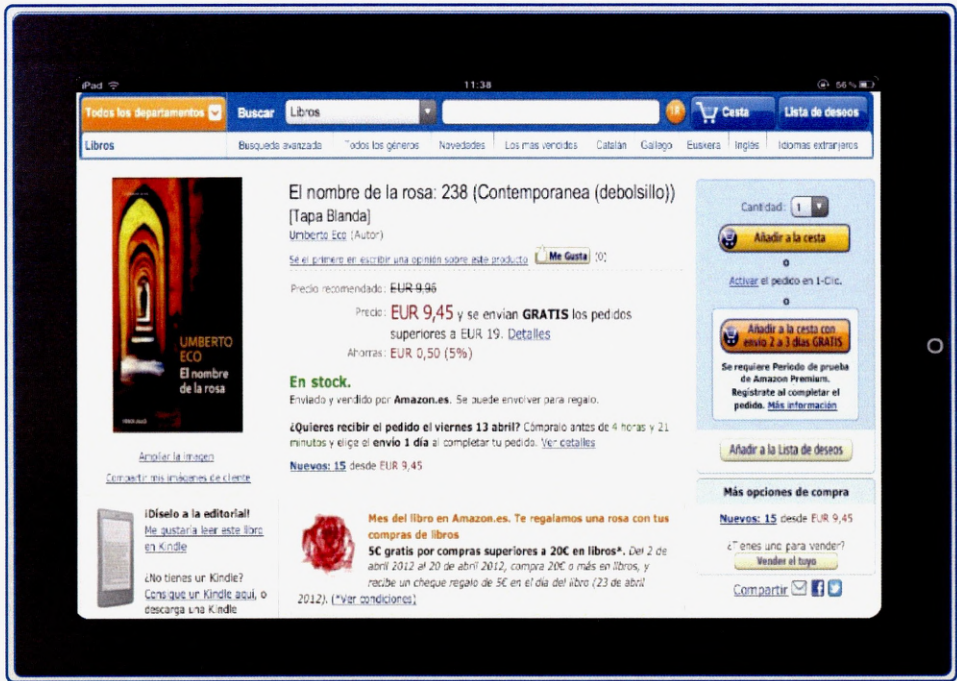 iPad 11:38 56 %
Todos los departamentos Buscar Libros IR Cesta Lista de deseos
Libros Busqueda avanzada Todos los géneros Novedades Los mas vendidos Catalán Gallego Euskera Inglés Idiomas extranjeros
El nombre de la rosa: 238 (Contemporanea (debolsillo))
[Tapa Blanda]
Umberto Eco (Autor)
Sé el primero en escribir una opinión sobre este producto Me Gusta (0)
Precio recomendado: EUR 9,95
Precio: EUR 9,45 y se envían GRATIS los pedidos
superiores a EUR 19. Detalles
Ahorras: EUR 0,50 (5%)
En stock.
Enviado y vendido por Amazon.es. Se puede envolver para regalo.
¿Quieres recibir el pedido el viernes 13 abril? Cómpralo antes de 4 horas y 21
minutos y elige el envío 1 día al completar tu pedido. Ver detalles
Nuevos: 15 desde EUR 9,45
UMBERTO
ECO
El nombre
de la rosa
Ampliar la imagen
Compartir mis imágenes de cliente
¡Díselo a la editorial!
Me gustaría leer este libro
en Kindle
¿No tienes un Kindle?
Consigue un Kindle aquí, o
descarga una Kindle
Mes del libro en Amazon.es. Te regalamos una rosa con tus
compras de libros
5€ gratis por compras superiores a 20€ en libros*. Del 2 de
abril 2012 al 20 de abril 2012, compra 20€ o más en libros, y
recibe un cheque regalo de 5€ en el día del libro (23 de abril
2012). (*Ver condiciones)
Cantidad: 1
Añadir a la cesta
o
Activar el pedido en 1-Clic.
o
Añadir a la cesta con
envío 2 a 3 días GRATIS
Se requiere Periodo de prueba
de Amazon Premium.
Regístrate al completar el
pedido. Más información
Añadir a la Lista de deseos
Más opciones de compra
Nuevos: 15 desde EUR 9,45
¿Tienes uno para vender?
Vender el tuyo
Compartir